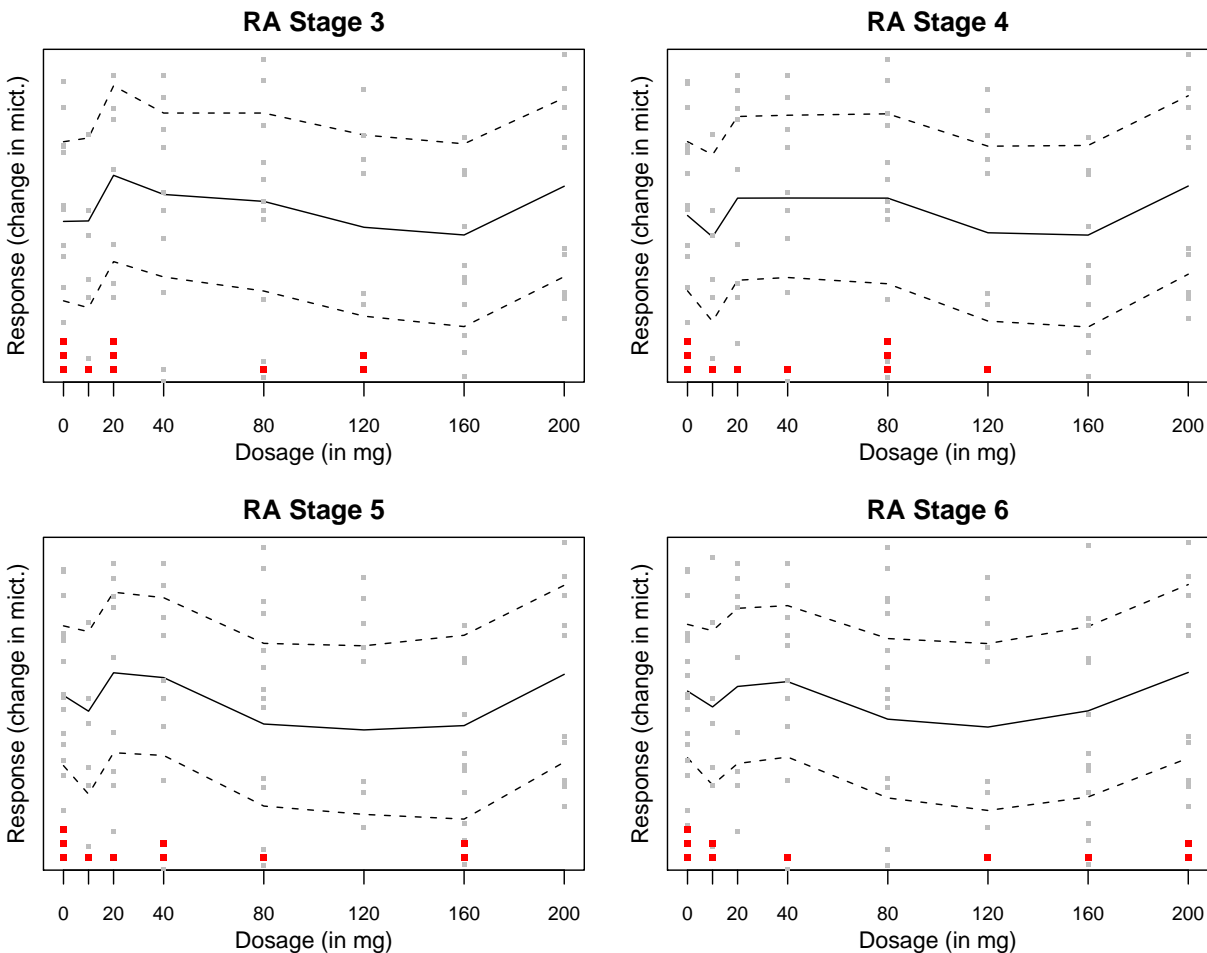 RA Stage 3
Response (change in mict.)
0 20 40 80 120 160 200
Dosage (in mg)
RA Stage 4
Response (change in mict.)
0 20 40 80 120 160 200
Dosage (in mg)
RA Stage 5
Response (change in mict.)
0 20 40 80 120 160 200
Dosage (in mg)
RA Stage 6
Response (change in mict.)
0 20 40 80 120 160 200
Dosage (in mg)